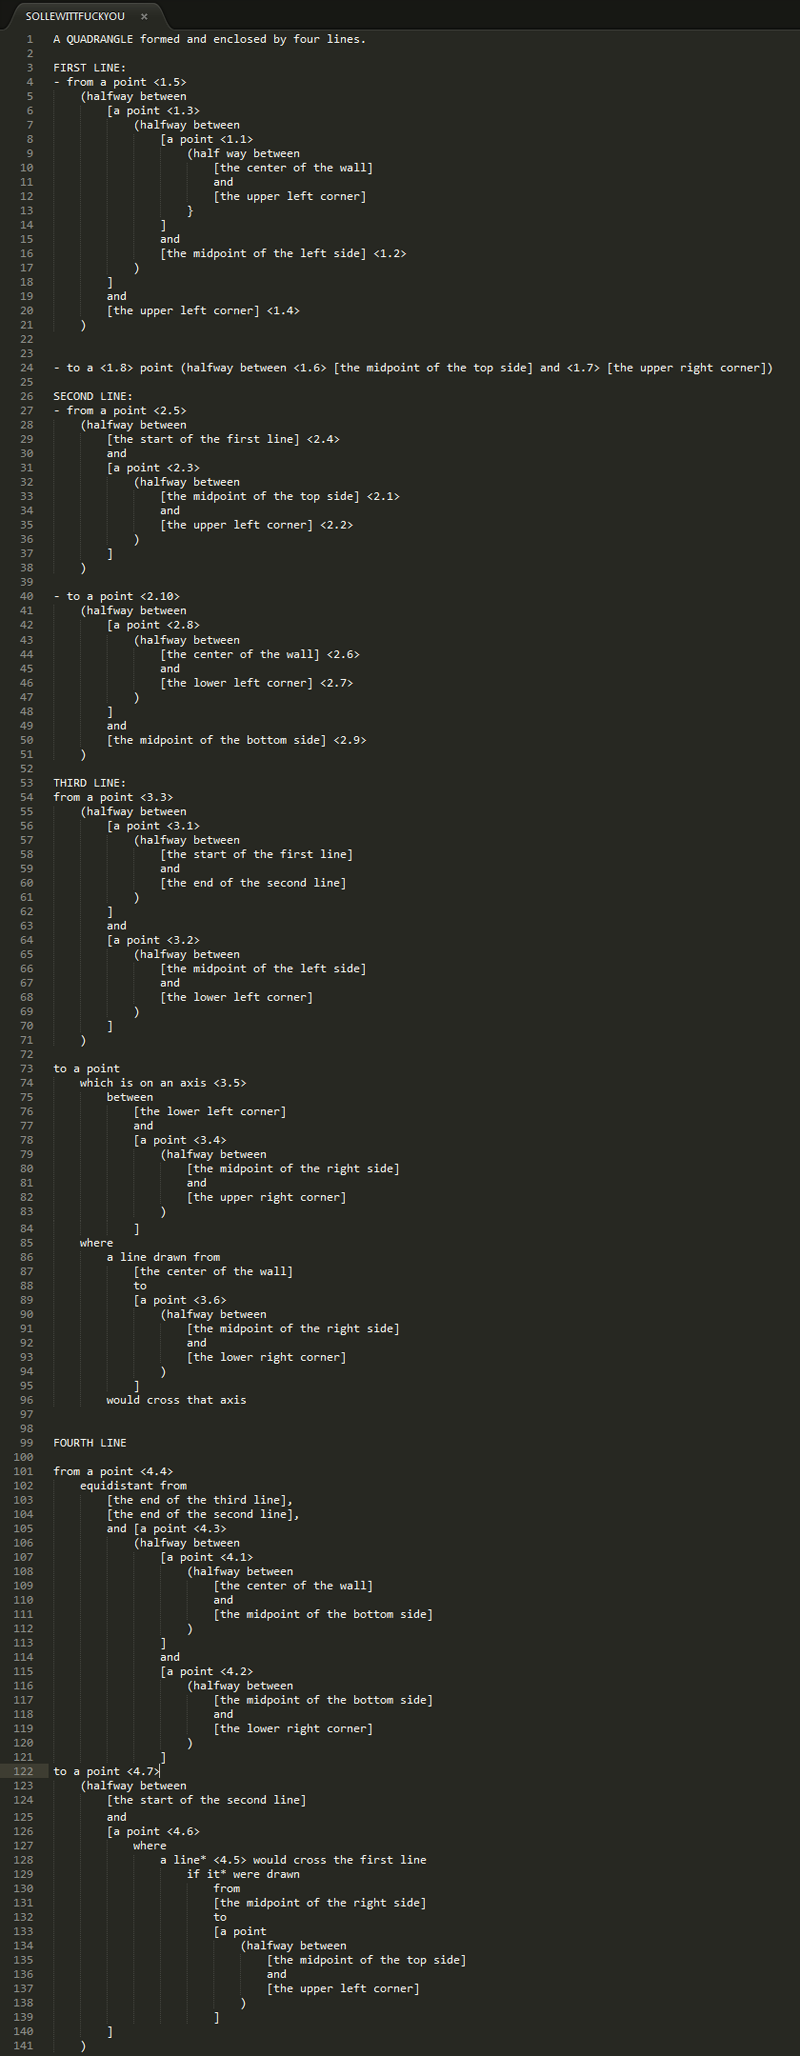 SOLLEWITTFUCKYOU ×
1 A QUADRANGLE formed and enclosed by four lines.
2
3 FIRST LINE:
4 - from a point <1.5>
5 (halfway between
6 [a point <1.3>
7 (halfway between
8 [a point <1.1>
9 (half way between
10 [the center of the wall]
11 and
12 [the upper left corner]
13 }
14 ]
15 and
16 [the midpoint of the left side] <1.2>
17 )
18 ]
19 and
20 [the upper left corner] <1.4>
21 )
22
23
24 - to a <1.8> point (halfway between <1.6> [the midpoint of the top side] and <1.7> [the upper right corner])
25
26 SECOND LINE:
27 - from a point <2.5>
28 (halfway between
29 [the start of the first line] <2.4>
30 and
31 [a point <2.3>
32 (halfway between
33 [the midpoint of the top side] <2.1>
34 and
35 [the upper left corner] <2.2>
36 )
37 ]
38 )
39
40 - to a point <2.10>
41 (halfway between
42 [a point <2.8>
43 (halfway between
44 [the center of the wall] <2.6>
45 and
46 [the lower left corner] <2.7>
47 )
48 ]
49 and
50 [the midpoint of the bottom side] <2.9>
51 )
52
53 THIRD LINE:
54 from a point <3.3>
55 (halfway between
56 [a point <3.1>
57 (halfway between
58 [the start of the first line]
59 and
60 [the end of the second line]
61 )
62 ]
63 and
64 [a point <3.2>
65 (halfway between
66 [the midpoint of the left side]
67 and
68 [the lower left corner]
69 )
70 ]
71 )
72
73 to a point
74 which is on an axis <3.5>
75 between
76 [the lower left corner]
77 and
78 [a point <3.4>
79 (halfway between
80 [the midpoint of the right side]
81 and
82 [the upper right corner]
83 )
84 ]
85 where
86 a line drawn from
87 [the center of the wall]
88 to
89 [a point <3.6>
90 (halfway between
91 [the midpoint of the right side]
92 and
93 [the lower right corner]
94 )
95 ]
96 would cross that axis
97
98
99 FOURTH LINE
100
101 from a point <4.4>
102 equidistant from
103 [the end of the third line],
104 [the end of the second line],
105 and [a point <4.3>
106 (halfway between
107 [a point <4.1>
108 (halfway between
109 [the center of the wall]
110 and
111 [the midpoint of the bottom side]
112 )
113 ]
114 and
115 [a point <4.2>
116 (halfway between
117 [the midpoint of the bottom side]
118 and
119 [the lower right corner]
120 )
121 ]
122 to a point <4.7>
123 (halfway between
124 [the start of the second line]
125 and
126 [a point <4.6>
127 where
128 a line* <4.5> would cross the first line
129 if it* were drawn
130 from
131 [the midpoint of the right side]
132 to
133 [a point
134 (halfway between
135 [the midpoint of the top side]
136 and
137 [the upper left corner]
138 )
139 ]
140 ]
141 )